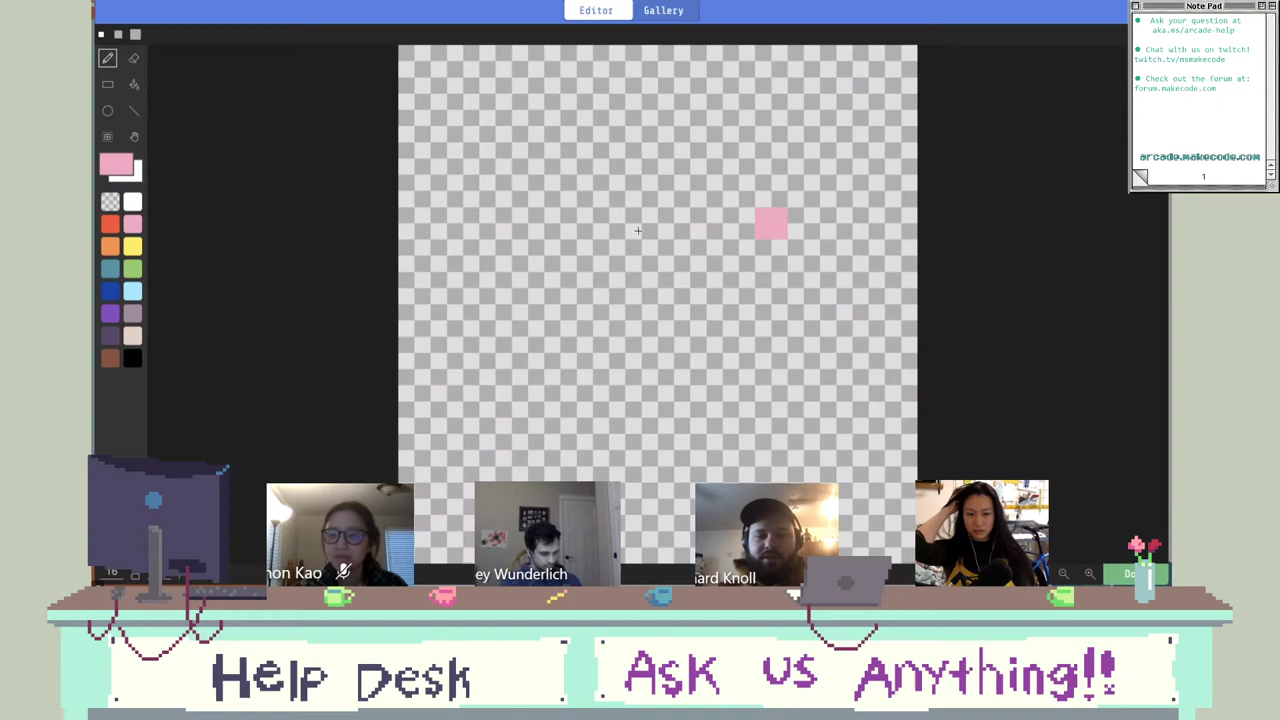 Editor
Gallery
Note Pad
● Ask your question at
aka.ms/arcade-help
● Chat with us on twitch!
twitch.tv/msmakecode
● Check out the forum at:
forum.makecode.com
arcade.makecode.com
1
non Kao
ey Wunderlich
ard Knoll
16
Do
Help Desk
Ask us Anything!!